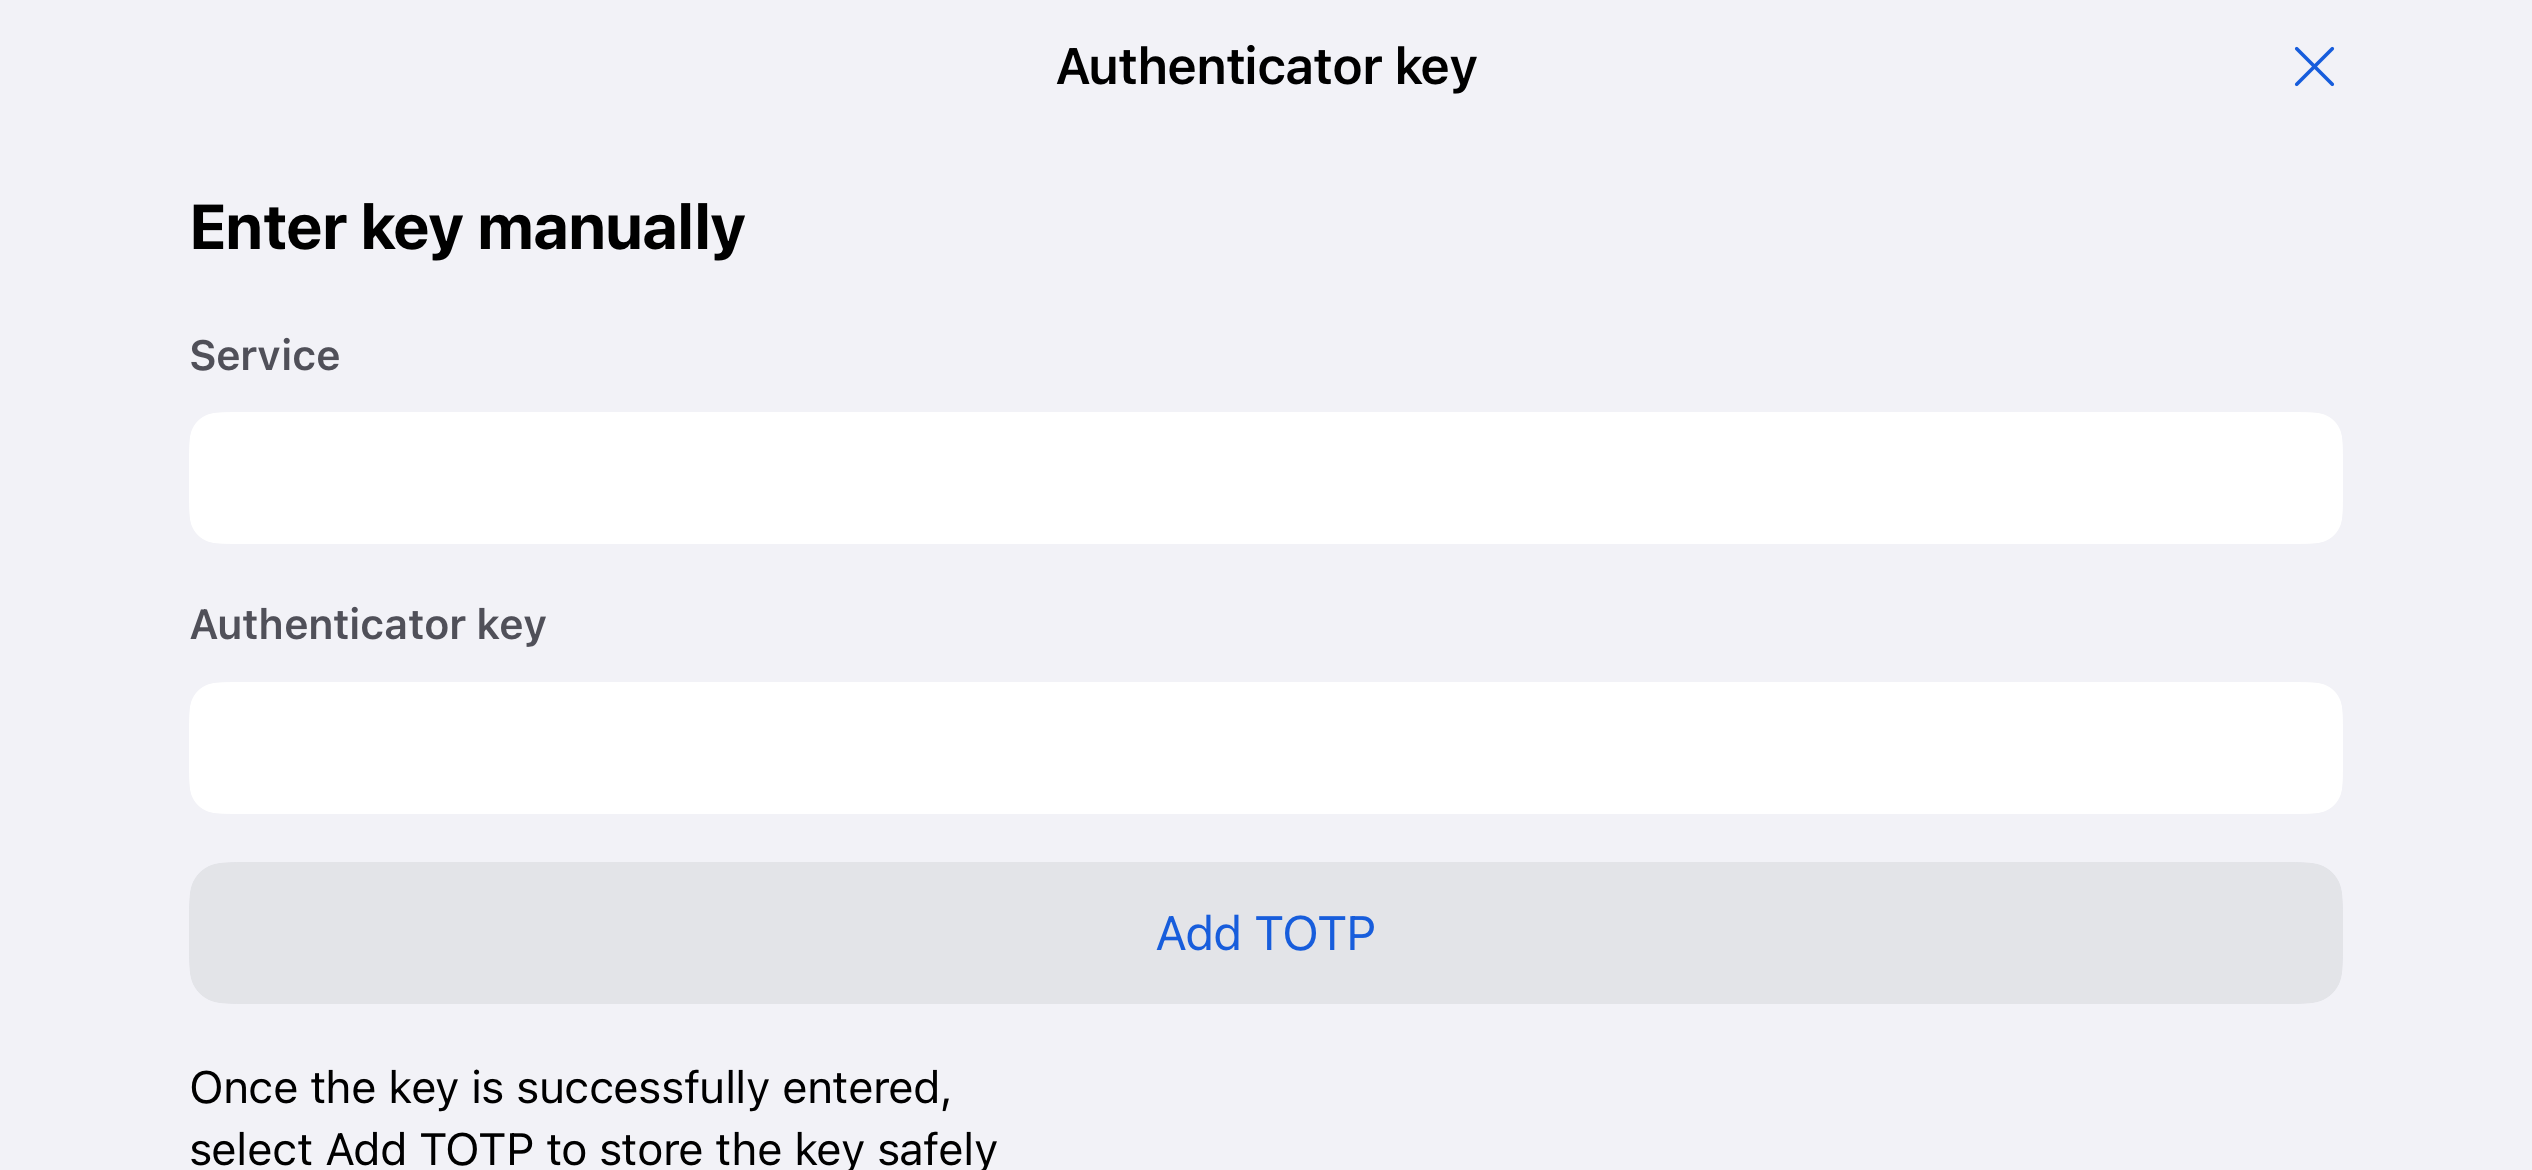 Authenticator key
Enter key manually
Service
Authenticator key
Add TOTP
Once the key is successfully entered,
select Add TOTP to store the key safely